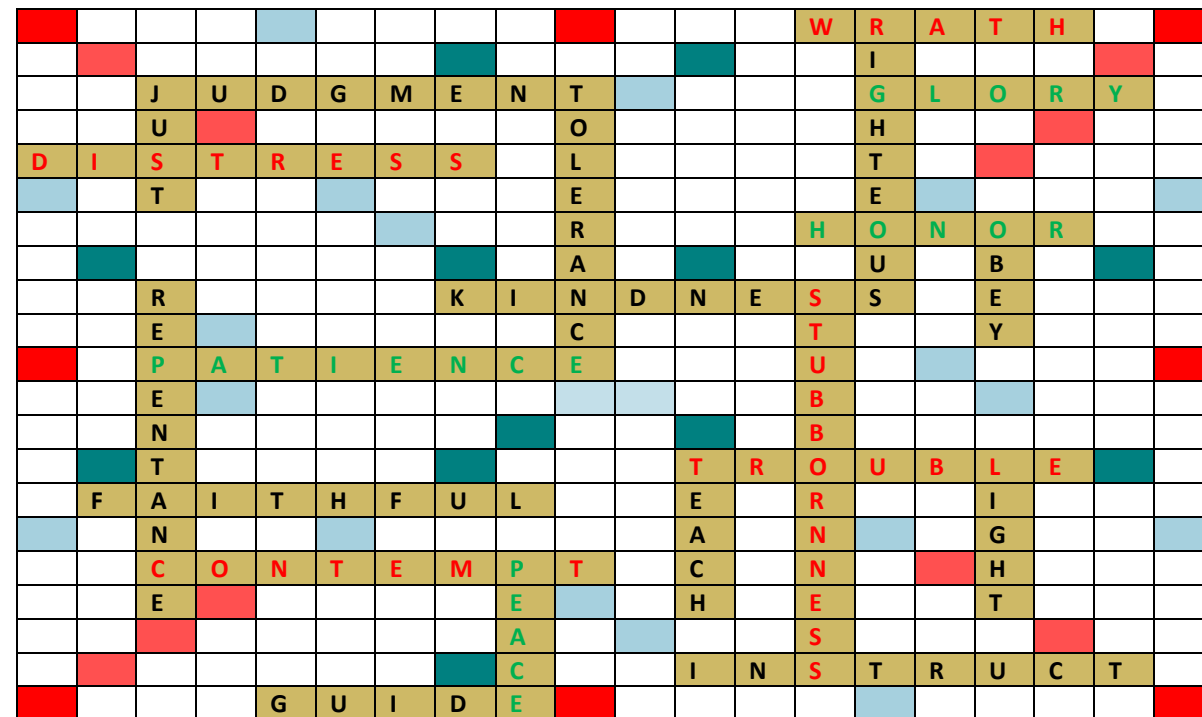 WRATH
RIGHTEOUS
JUDGMENT
JUST
TOLERANCE
GLORY
DISTRESS
HONOR
OBEY
REPENTANCE
KINDNESS
STUBBORNNESS
PATIENCE
TROUBLE
TEACH
LIGHT
FAITHFUL
CONTEMPT
PEACE
INSTRUCT
GUIDE